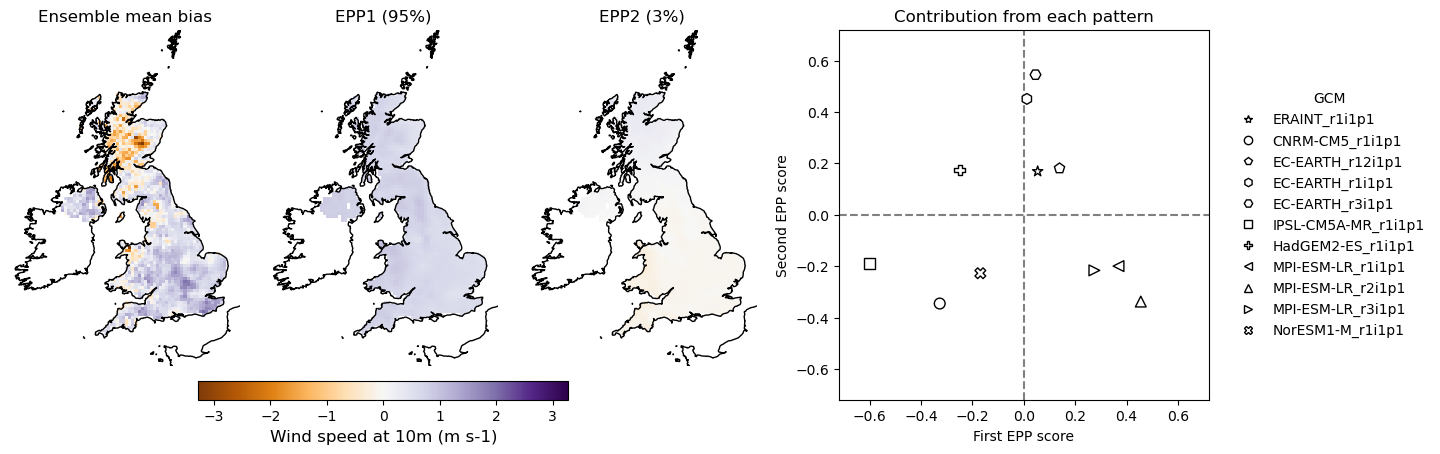 Ensemble mean bias
EPP1 (95%)
EPP2 (3%)
−3 −2 −1 0 1 2 3
Wind speed at 10m (m s-1)
Contribution from each pattern
Second EPP score
0.6
0.4
0.2
0.0
−0.2
−0.4
−0.6
−0.6 −0.4 −0.2 0.0 0.2 0.4 0.6
First EPP score
GCM
ERAINT_r1i1p1
CNRM-CM5_r1i1p1
EC-EARTH_r12i1p1
EC-EARTH_r1i1p1
EC-EARTH_r3i1p1
IPSL-CM5A-MR_r1i1p1
HadGEM2-ES_r1i1p1
MPI-ESM-LR_r1i1p1
MPI-ESM-LR_r2i1p1
MPI-ESM-LR_r3i1p1
NorESM1-M_r1i1p1